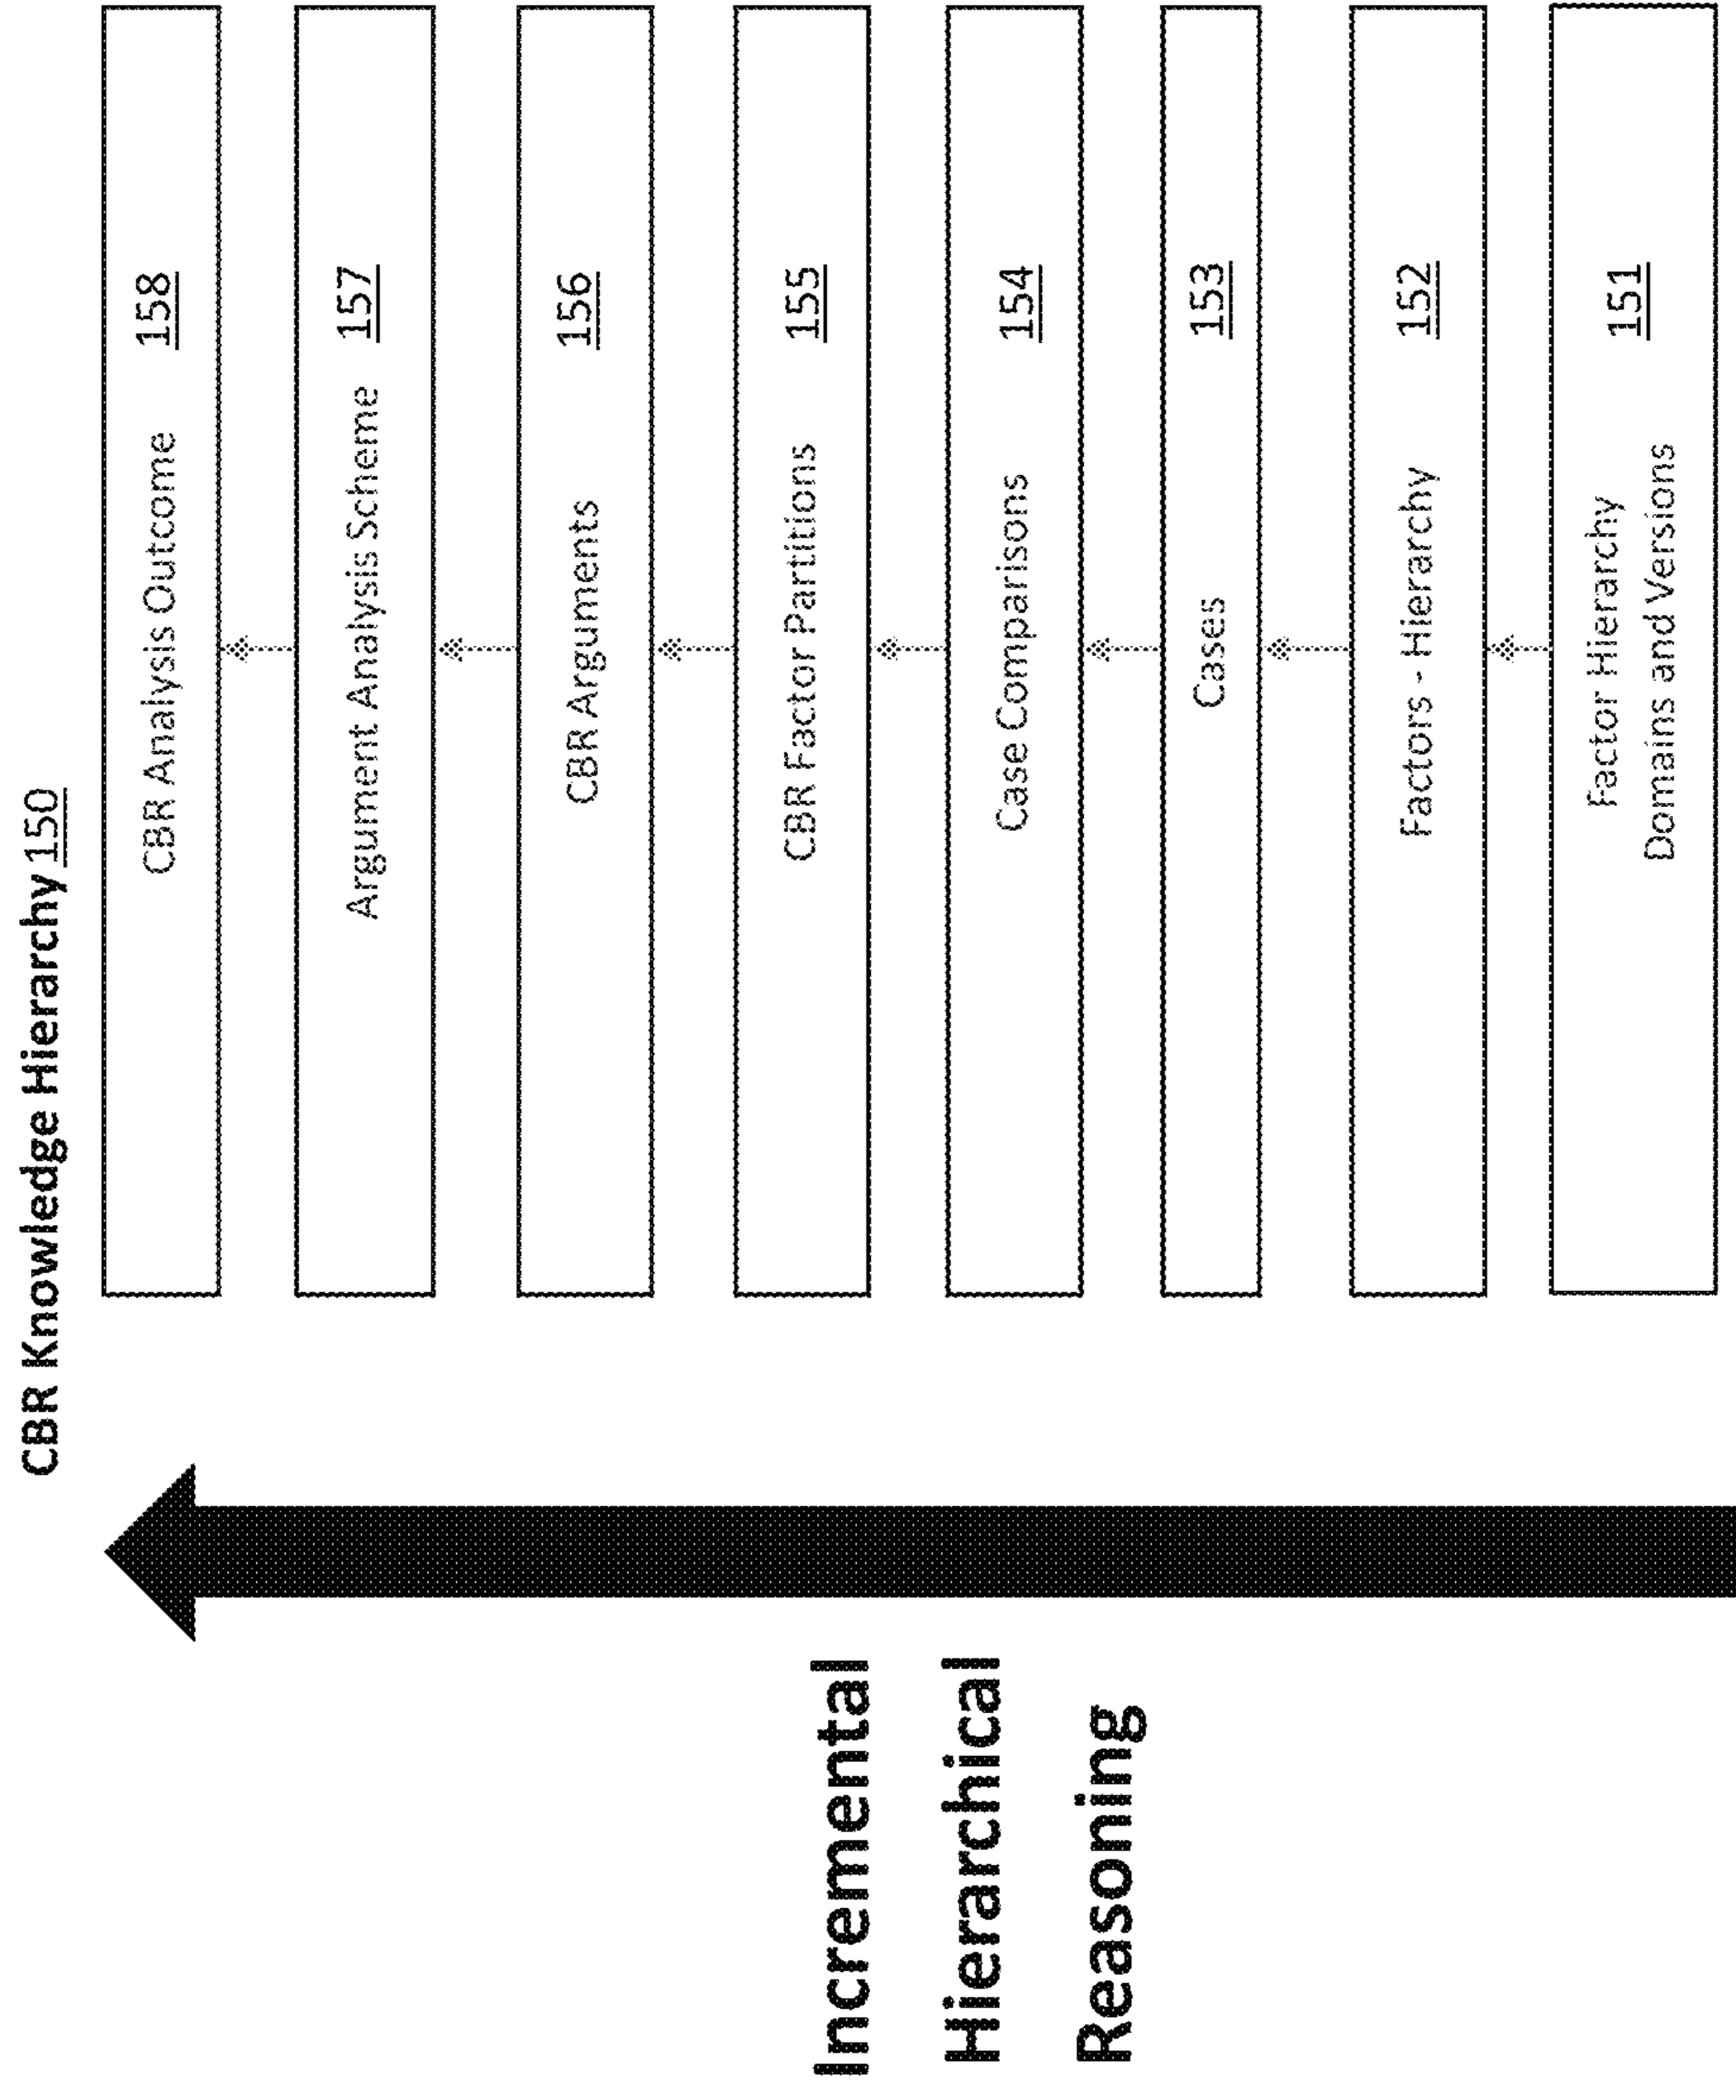 CBR Knowledge Hierarchy 150
CBR Analysis Outcome 158
Argument Analysis Scheme 157
CBR Arguments 156
CBR Factor Partitions 155
Case Comparisons 154
Cases 153
Factors - Hierarchy 152
Factor Hierarchy
Domains and Versions 151
Incremental
Hierarchical
Reasoning